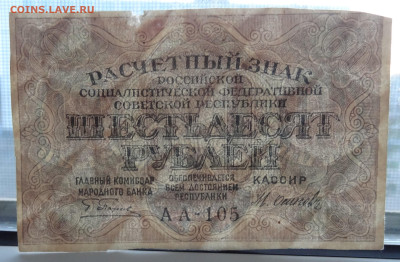 COINS.LAVE.RU
РАСЧЕТНЫЙ ЗНАК
РОССИЙСКОЙ
СОЦИАЛИСТИЧЕСКОЙ ФЕДЕРАТИВНОЙ
СОВЕТСКОЙ РЕСПУБЛИКИ
ШЕСТЬДЕСЯТ
РУБЛЕЙ
ГЛАВНЫЙ КОМИССАР
НАРОДНОГО БАНКА
ОБЕСПЕЧИВАЕТСЯ
ВСЕМ ДОСТОЯНИЕМ
РЕСПУБЛИКИ
КАССИР
АА-105